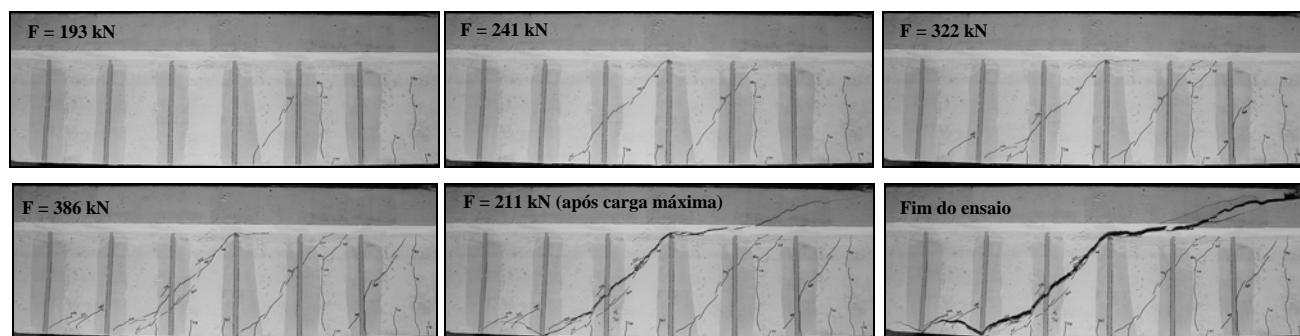 F = 193 kN
F = 241 kN
F = 322 kN
F = 386 kN
F = 211 kN (após carga máxima)
Fim do ensaio